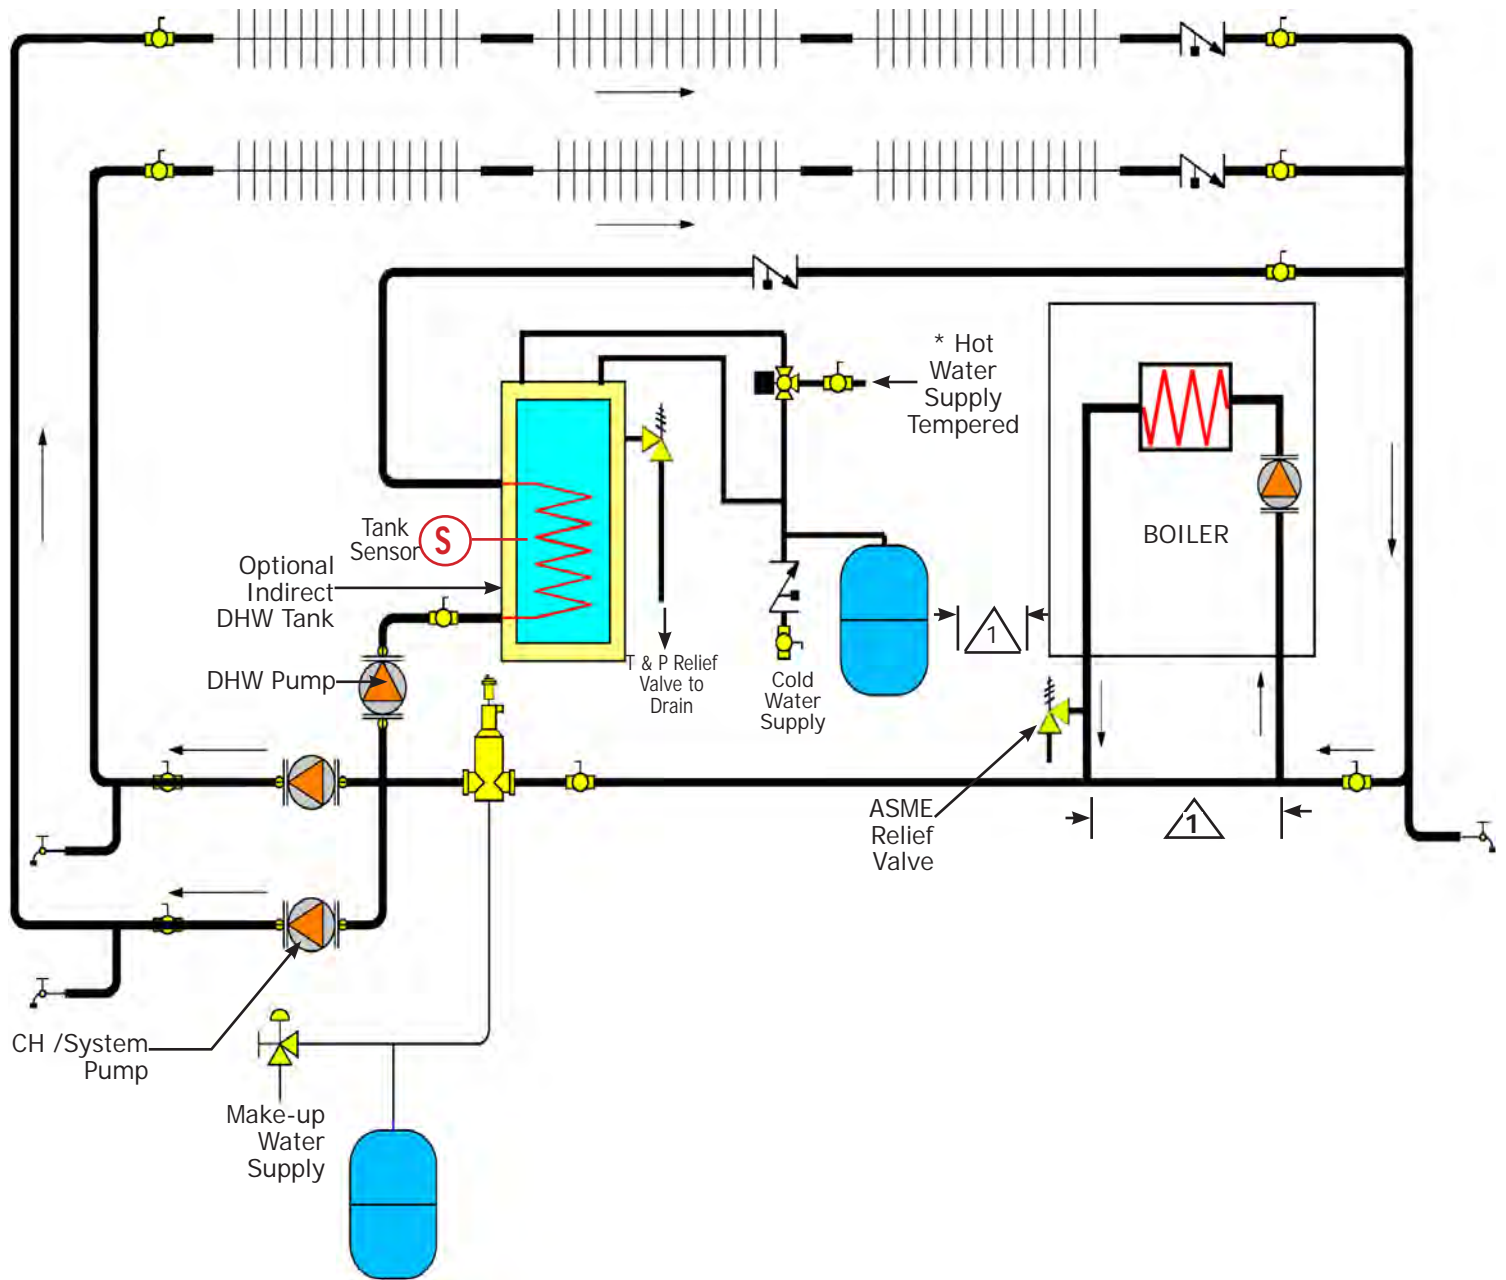 * Hot
Water
Supply
Tempered
BOILER
Tank
Sensor
S
Optional
Indirect
DHW Tank
1
DHW Pump
T & P Relief
Valve to
Drain
Cold
Water
Supply
ASME
Relief
Valve
1
CH /System
Pump
Make-up
Water
Supply